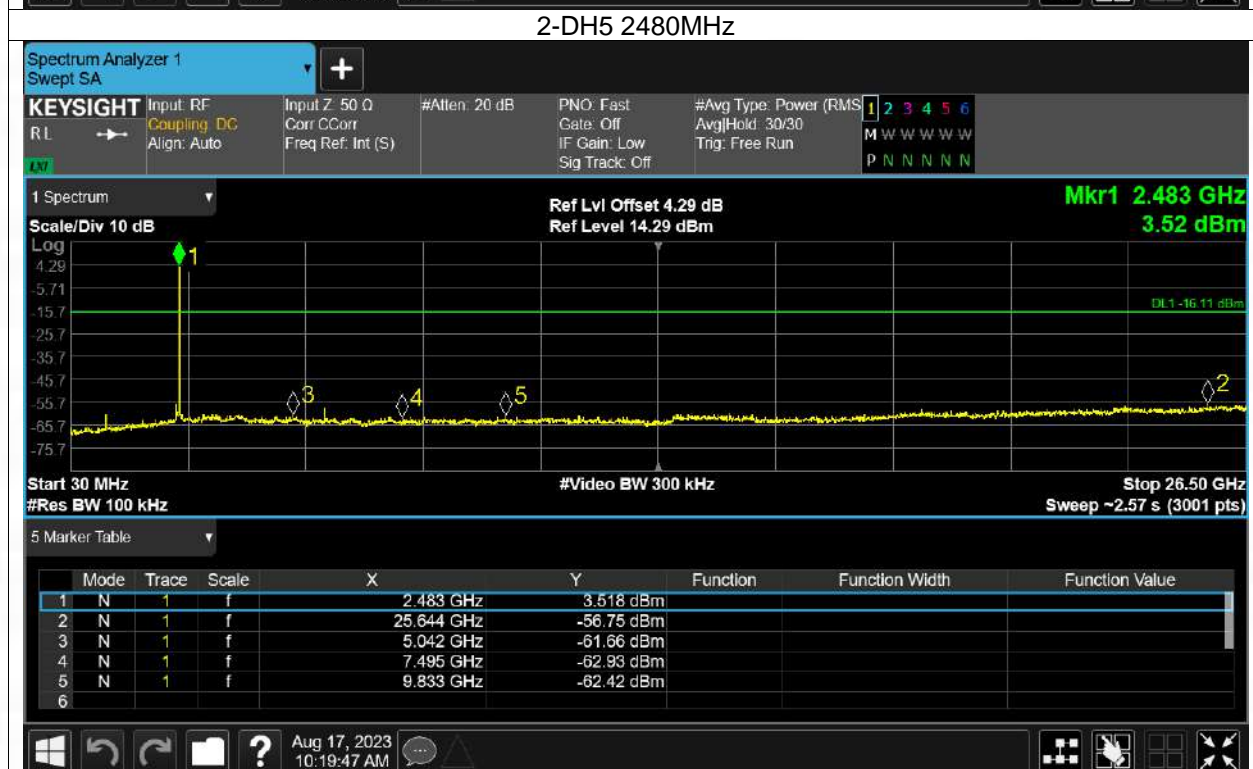 2-DH5 2480MHz
Spectrum Analyzer 1
Swept SA
KEYSIGHT Input: RF Input Z: 50 Ω #Atten: 20 dB PNO: Fast #Avg Type: Power (RMS 1 2 3 4 5 6
RL Coupling: DC Corr CCorr Gate: Off Avg|Hold: 30/30 M W W W W W
Align: Auto Freq Ref: Int (S) IF Gain: Low Trig: Free Run
LXI Sig Track: Off P N N N N N
1 Spectrum Ref Lvl Offset 4.29 dB Mkr1 2.483 GHz
Scale/Div 10 dB Ref Level 14.29 dBm 3.52 dBm
Log
1
4.29
-5.71
DL1 -16.11 dBm
-15.7
-25.7
-35.7
-45.7
3 4 5 2
-55.7
-65.7
-75.7
Start 30 MHz #Video BW 300 kHz Stop 26.50 GHz
#Res BW 100 kHz Sweep ~2.57 s (3001 pts)
5 Marker Table
Mode Trace Scale X Y Function Function Width Function Value
1 N 1 f 2.483 GHz 3.518 dBm
2 N 1 f 25.644 GHz -56.75 dBm
3 N 1 f 5.042 GHz -61.66 dBm
4 N 1 f 7.495 GHz -62.93 dBm
5 N 1 f 9.833 GHz -62.42 dBm
6
? Aug 17, 2023
10:19:47 AM